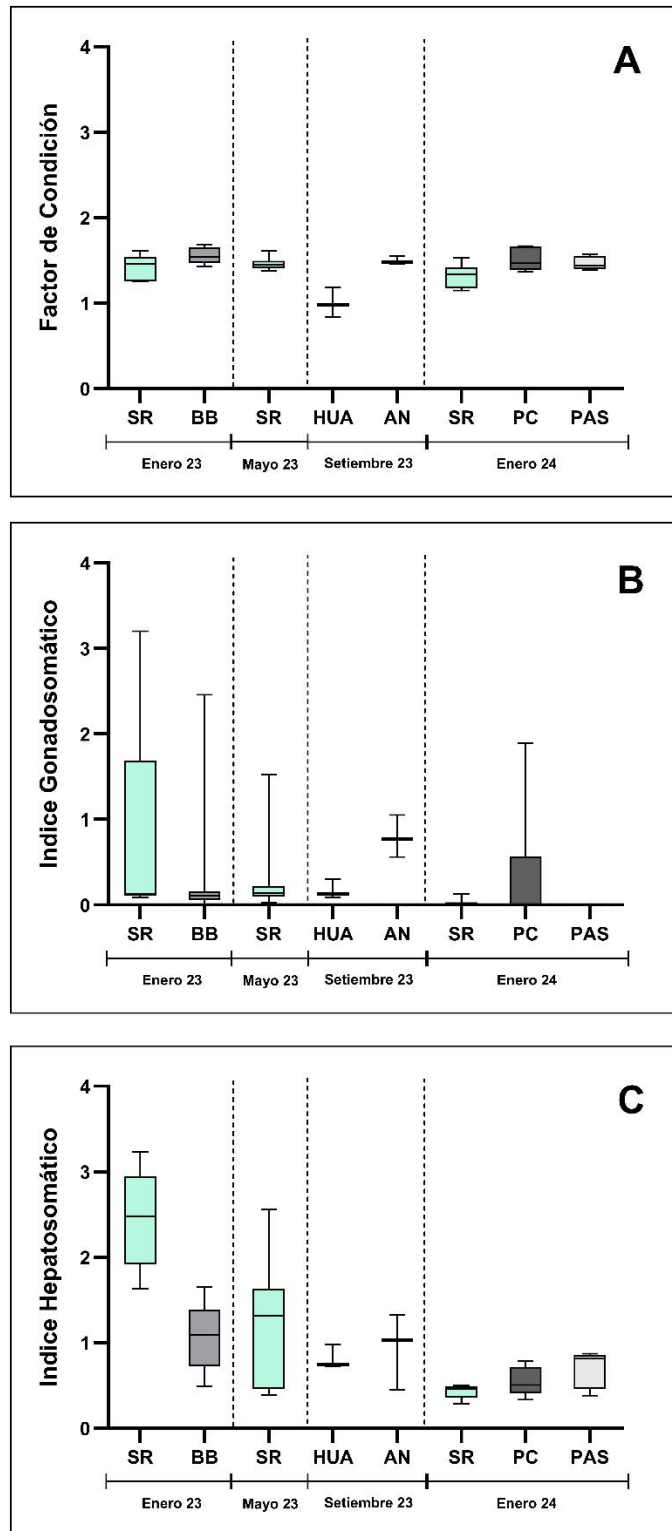 A
Factor de Condición
4
3
2
1
0
SR BB SR HUA AN SR PC PAS
Enero 23 Mayo 23 Setiembre 23 Enero 24
B
Indice Gonadosomático
4
3
2
1
0
SR BB SR HUA AN SR PC PAS
Enero 23 Mayo 23 Setiembre 23 Enero 24
C
Indice Hepatosomático
4
3
2
1
0
SR BB SR HUA AN SR PC PAS
Enero 23 Mayo 23 Setiembre 23 Enero 24